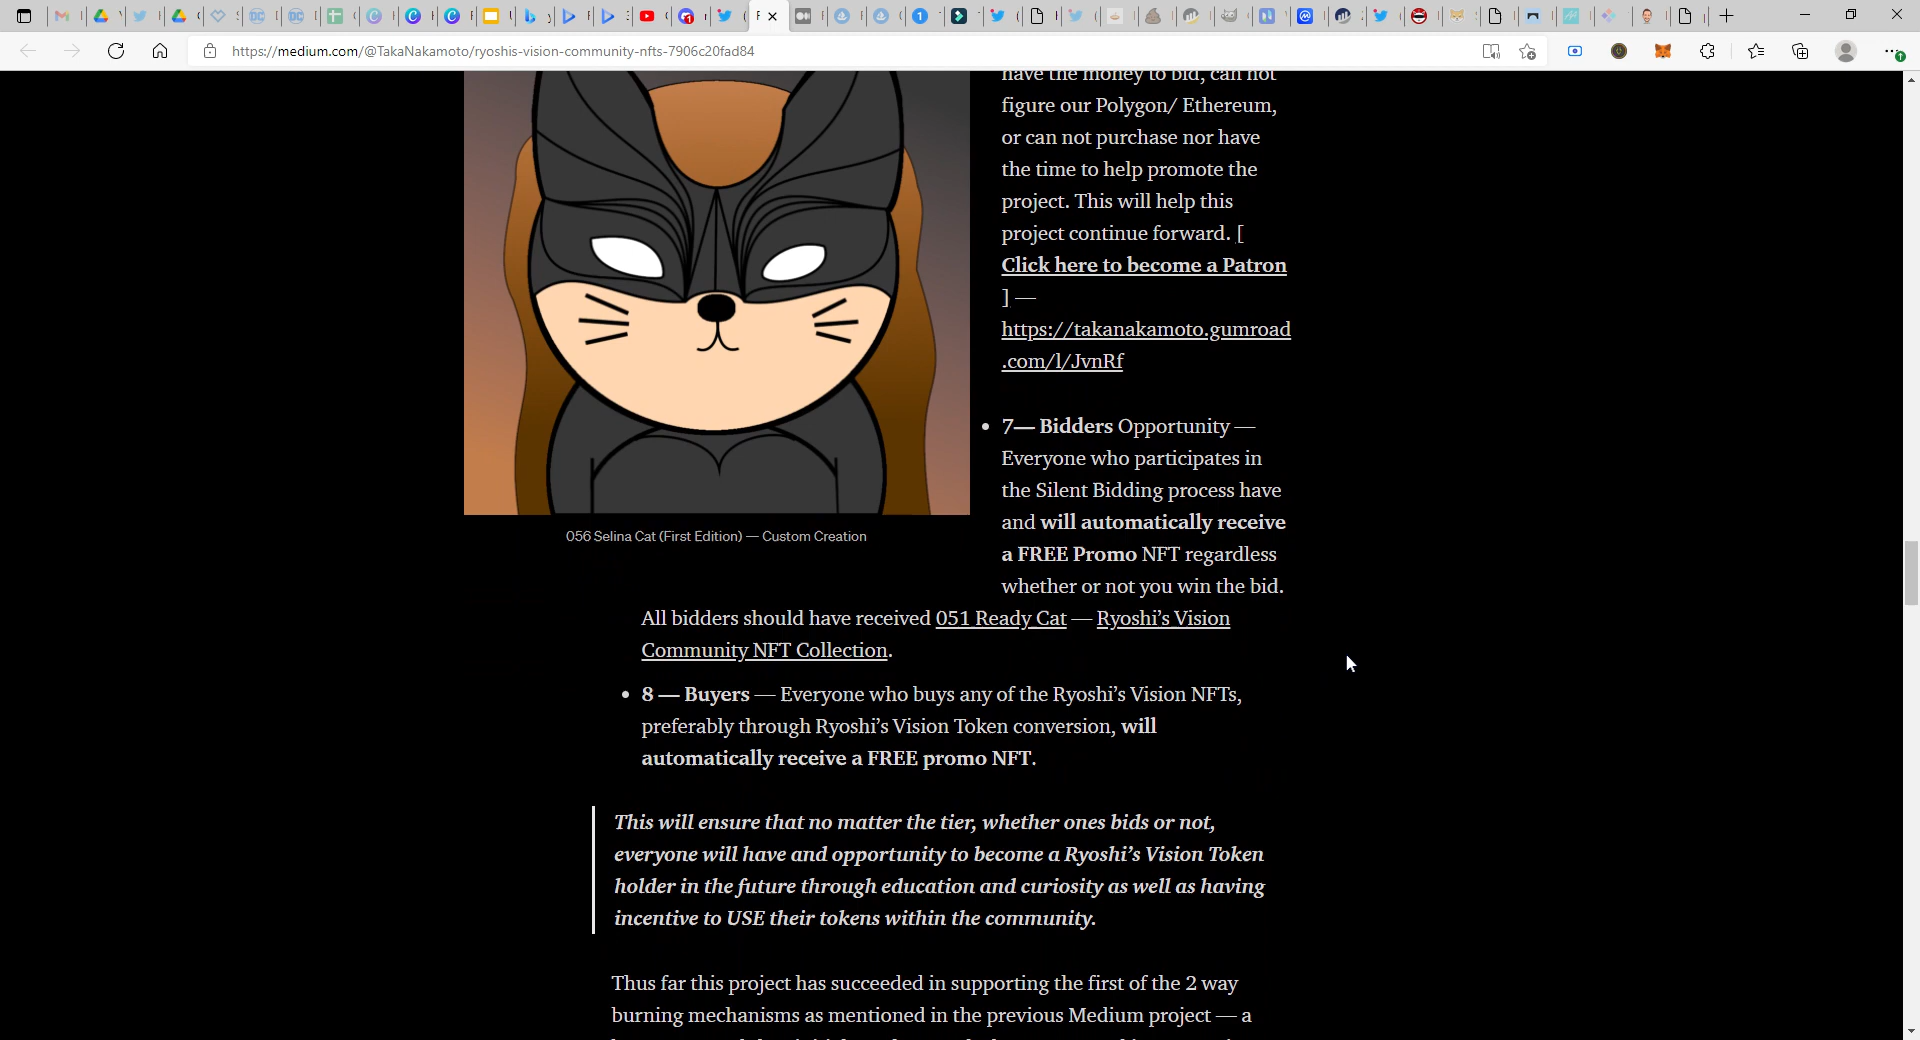 https://medium.com/@TakaNakamoto/ryoshis-vision-community-nfts-7906c20fad84
have the money to bid, can not
figure our Polygon/ Ethereum,
or can not purchase nor have
the time to help promote the
project. This will help this
project continue forward. [
Click here to become a Patron
] —
https://takanakamoto.gumroad
.com/l/JvnRf
• 7— Bidders Opportunity —
Everyone who participates in
the Silent Bidding process have
and will automatically receive
a FREE Promo NFT regardless
whether or not you win the bid.
056 Selina Cat (First Edition) — Custom Creation
All bidders should have received 051 Ready Cat — Ryoshi’s Vision
Community NFT Collection.
• 8 — Buyers — Everyone who buys any of the Ryoshi’s Vision NFTs,
preferably through Ryoshi’s Vision Token conversion, will
automatically receive a FREE promo NFT.
This will ensure that no matter the tier, whether ones bids or not,
everyone will have and opportunity to become a Ryoshi’s Vision Token
holder in the future through education and curiosity as well as having
incentive to USE their tokens within the community.
Thus far this project has succeeded in supporting the first of the 2 way
burning mechanisms as mentioned in the previous Medium project — a